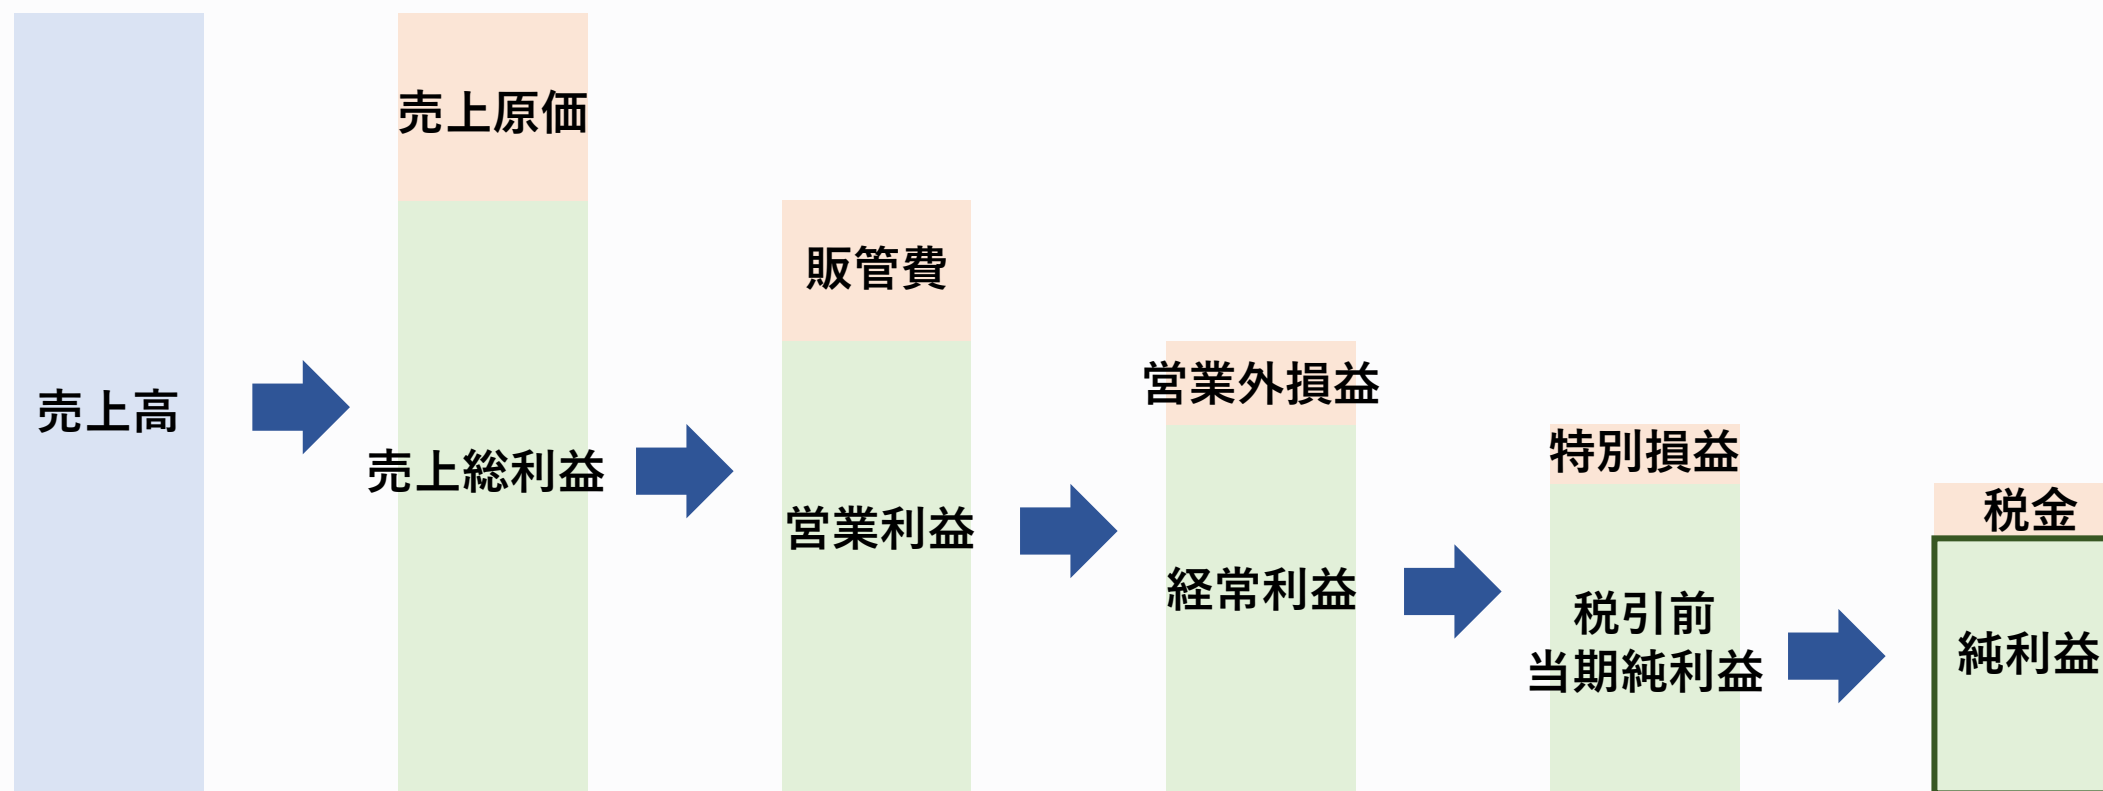 売上高
売上原価
売上総利益
販管費
営業利益
営業外損益
経常利益
特別損益
税引前
当期純利益
税金
純利益